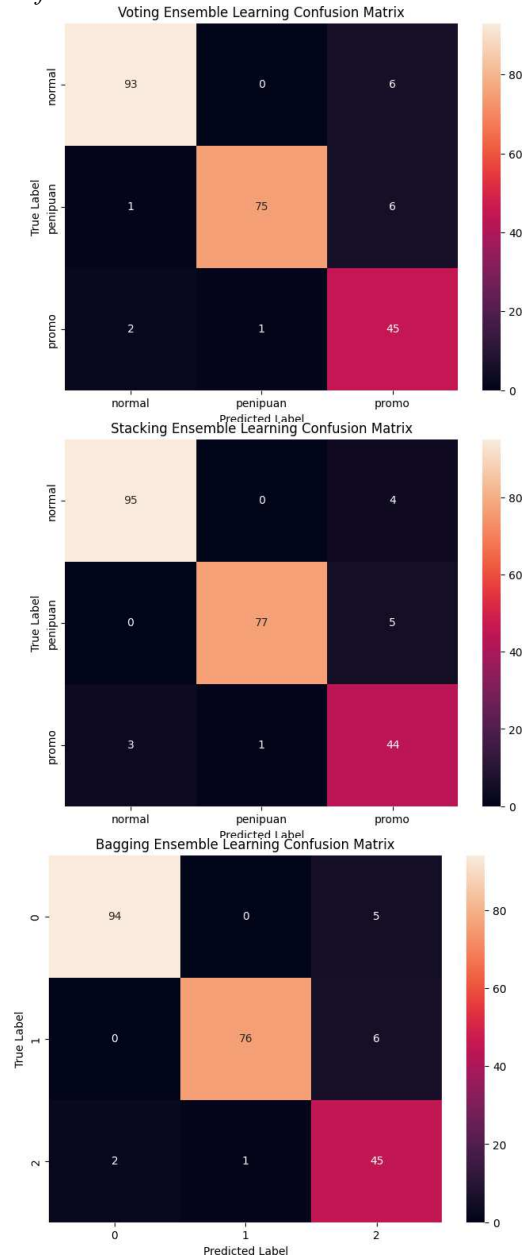 Voting Ensemble Learning Confusion Matrix
normal 93 0 6
80
60
True Label
penipuan 1 75 6
40
20
promo 2 1 45
0
normal penipuan promo
Predicted Label
Stacking Ensemble Learning Confusion Matrix
normal 95 0 4
80
60
True Label
penipuan 0 77 5
40
20
promo 3 1 44
0
normal penipuan promo
Predicted Label
Bagging Ensemble Learning Confusion Matrix
0 94 0 5
80
60
True Label
1 0 76 6
40
20
2 2 1 45
0
0 1 2
Predicted Label